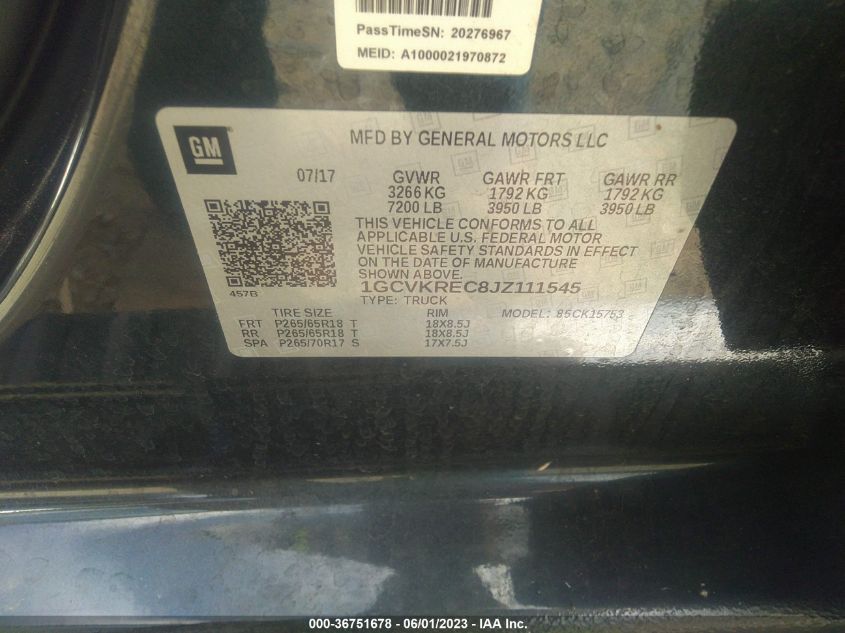 PassTimeSN: 20276967
MEID: A1000021970872
GM
MFD BY GENERAL MOTORS LLC
07/17 GVWR GAWR FRT GAWR RR
3266 KG 1792 KG 1792 KG
7200 LB 3950 LB 3950 LB
THIS VEHICLE CONFORMS TO ALL
APPLICABLE U.S. FEDERAL MOTOR
VEHICLE SAFETY STANDARDS IN EFFECT
ON THE DATE OF MANUFACTURE
SHOWN ABOVE.
457B 1GCVKREC8JZ111545
TYPE: TRUCK
TIRE SIZE RIM MODEL: 85CK15753
FRT P265/65R18 T 18X8.5J
RR P265/65R18 T 18X8.5J
SPA P265/70R17 S 17X7.5J
000-36751678 - 06/01/2023 - IAA Inc.